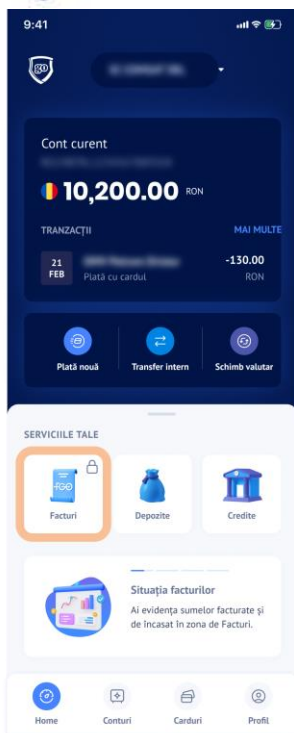 9:41
go
Cont curent
10,200.00 RON
TRANZACȚII MAI MULTE
21 FEB
-130.00
Plată cu cardul RON
Plată nouă Transfer intern Schimb valutar
SERVICIILE TALE
FGO
Facturi Depozite Credite
Situația facturilor
Ai evidența sumelor facturate și
de încasat în zona de Facturi.
Home Conturi Carduri Profil